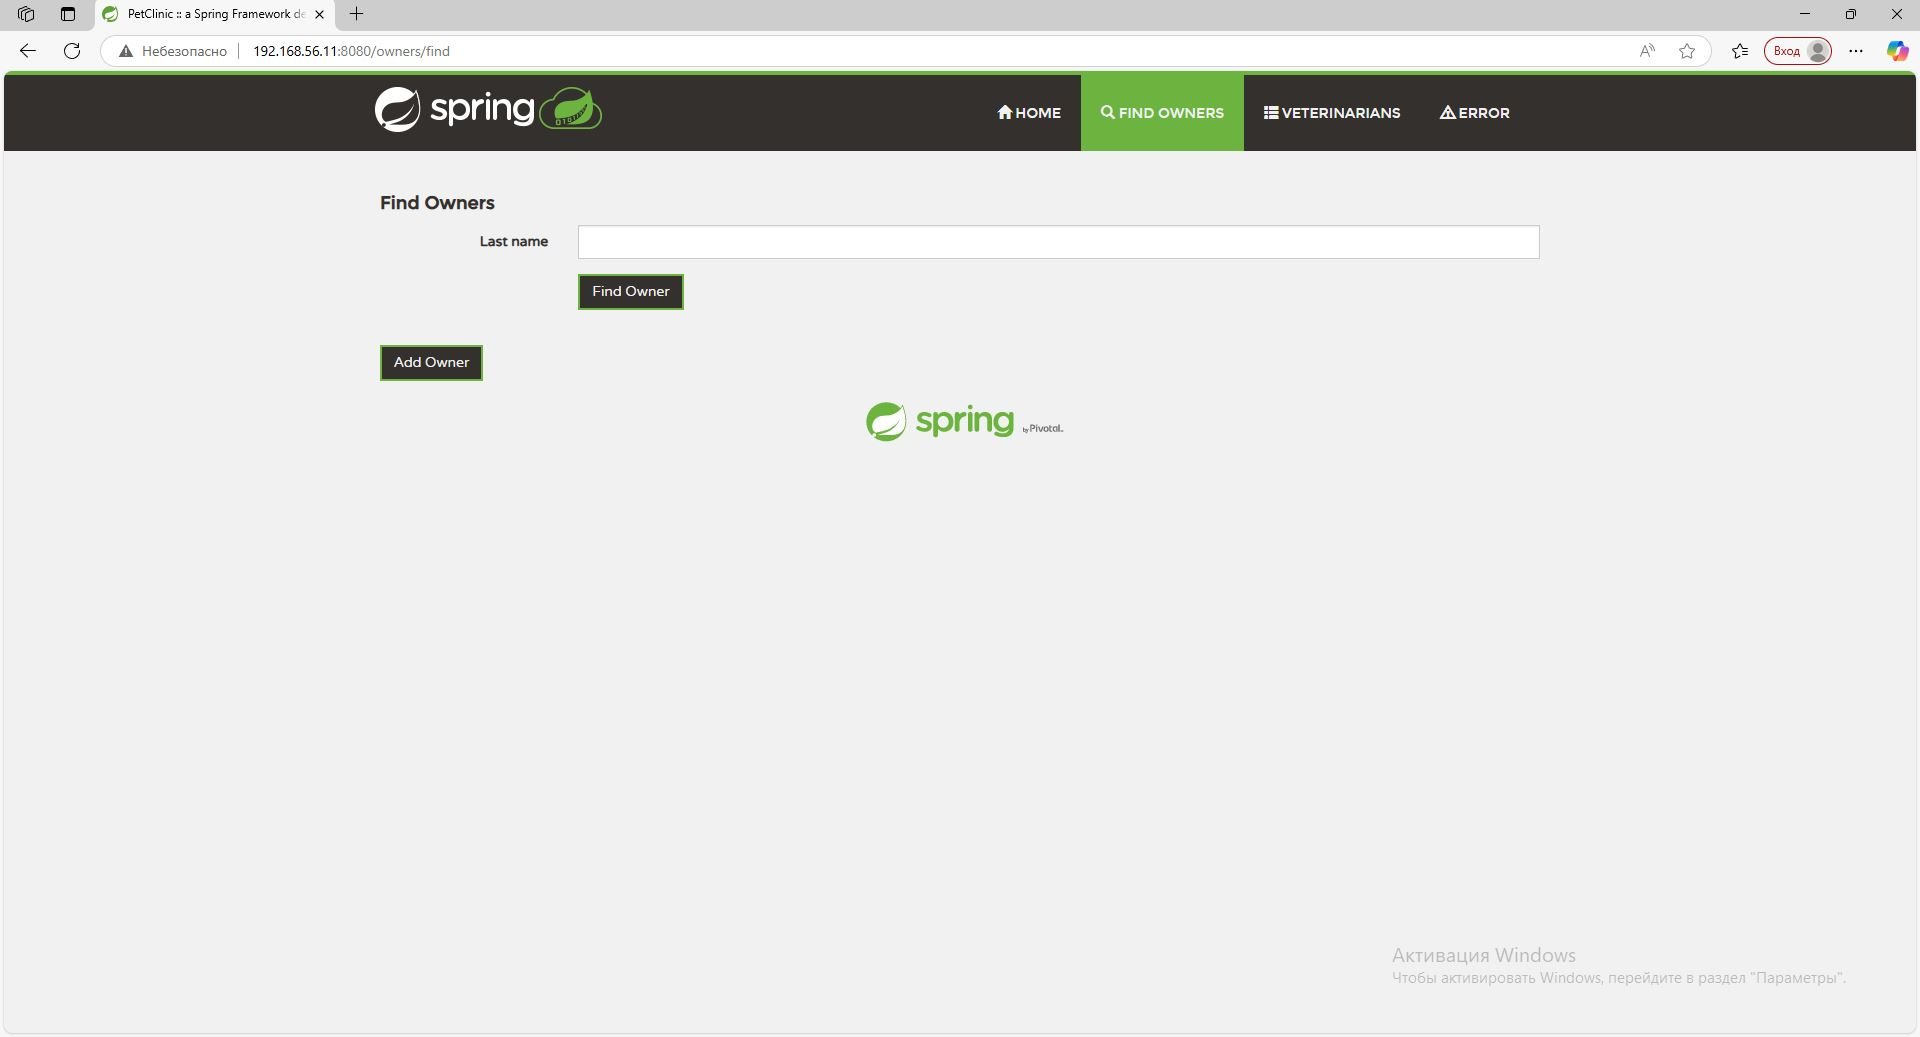 PetClinic :: a Spring Framework de
Небезопасно
192.168.56.11:8080/owners/find
Вход
spring
HOME
FIND OWNERS
VETERINARIANS
ERROR
Find Owners
Last name
Find Owner
Add Owner
spring by Pivotal.
Активация Windows
Чтобы активировать Windows, перейдите в раздел "Параметры".